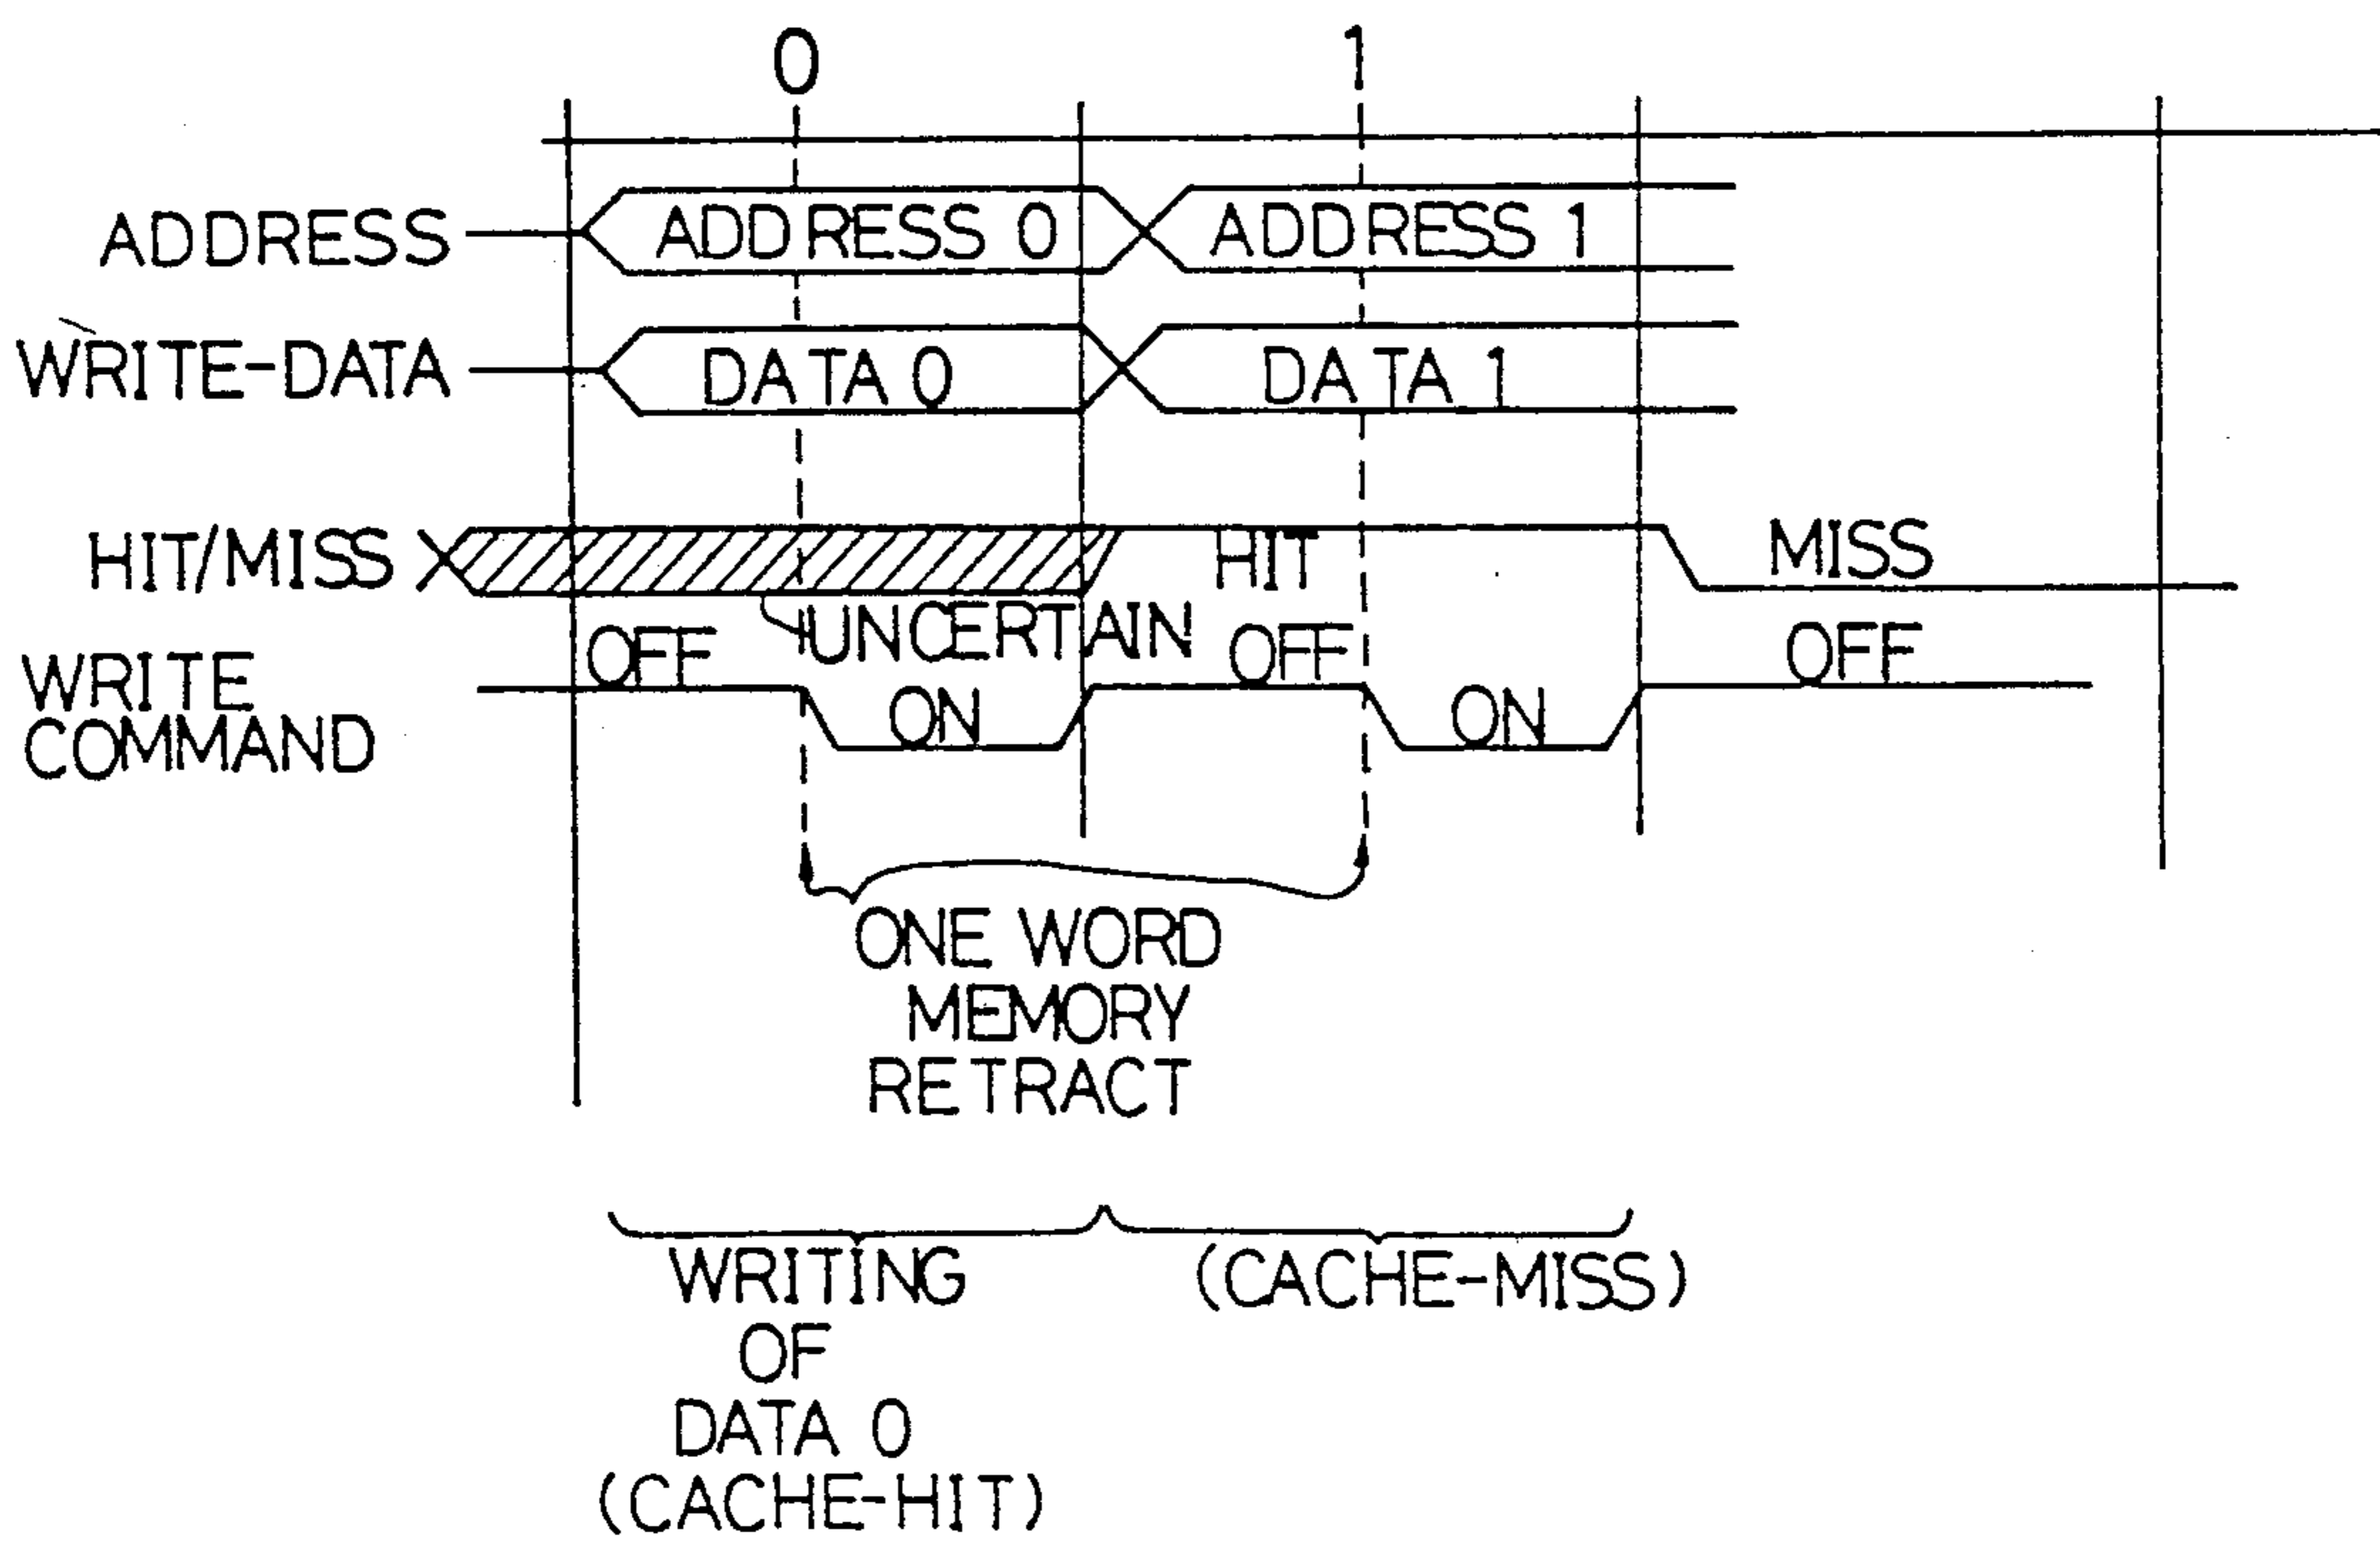 0 1
ADDRESS ADDRESS 0 ADDRESS 1
WRITE-DATA DATA 0 DATA 1
HIT/MISS HIT MISS
UNCERTAIN
OFF OFF OFF
WRITE
COMMAND
ON ON
ONE WORD
MEMORY
RETRACT
WRITING
OF
DATA 0
(CACHE-HIT)
(CACHE-MISS)